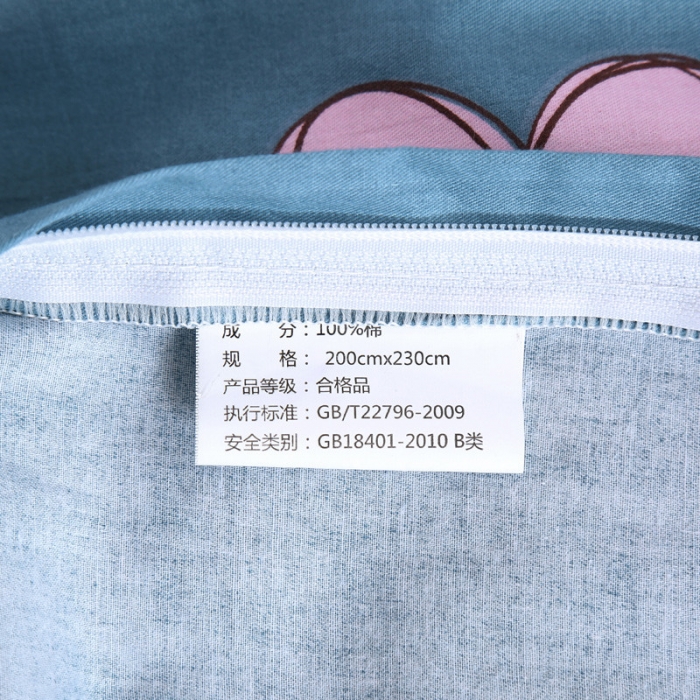 成 分：100%棉
规 格： 200cmx230cm
产品等级：合格品
执行标准：GB/T22796-2009
安全类别：GB18401-2010 B类